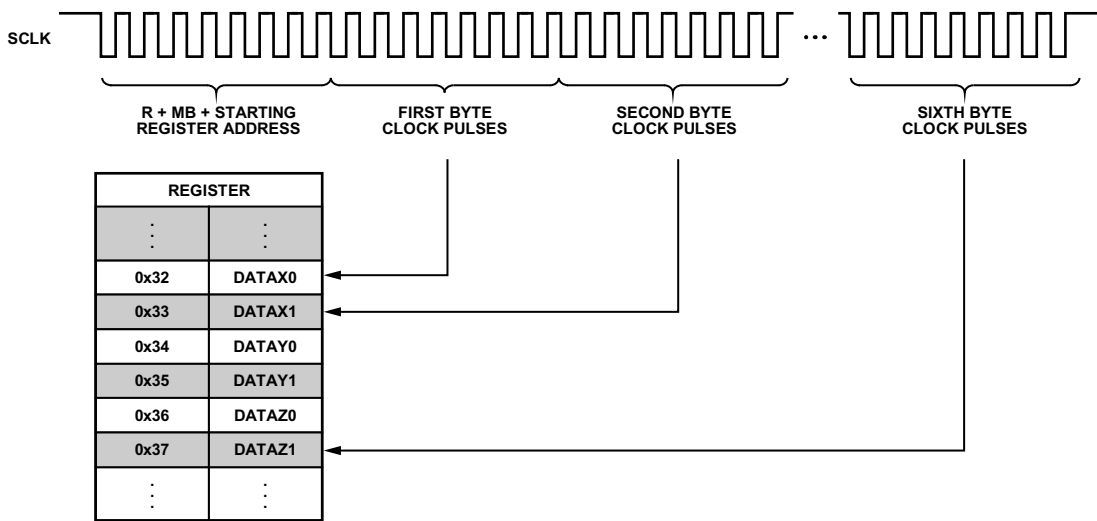 SCLK
...
R + MB + STARTING
REGISTER ADDRESS
FIRST BYTE
CLOCK PULSES
SECOND BYTE
CLOCK PULSES
SIXTH BYTE
CLOCK PULSES
REGISTER
0x32 DATAX0
0x33 DATAX1
0x34 DATAY0
0x35 DATAY1
0x36 DATAZ0
0x37 DATAZ1